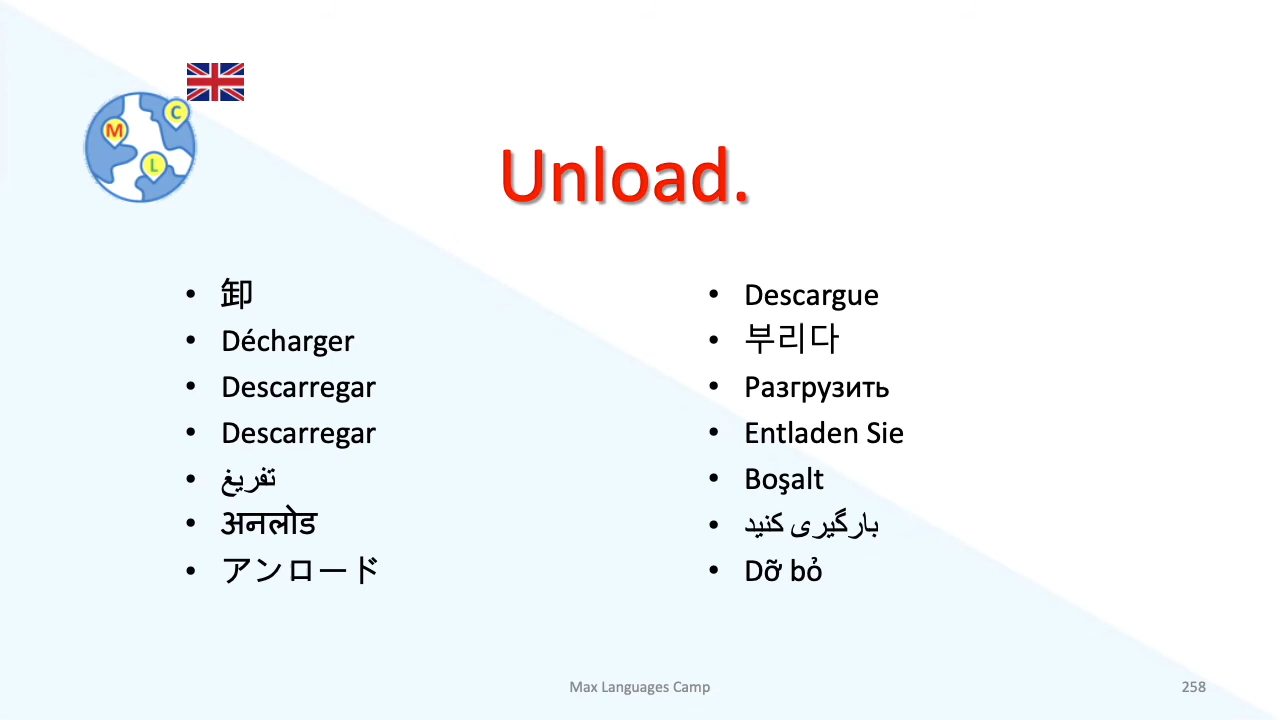 C
M
L
Unload.
• 卸
• Décharger
• Descarregar
• Descarregar
• تفريغ
• अनलोड
• アンロード
• Descargue
• 부리다
• Разгрузить
• Entladen Sie
• Boşalt
• بارگیری کنید
• Dỡ bỏ
Max Languages Camp
258